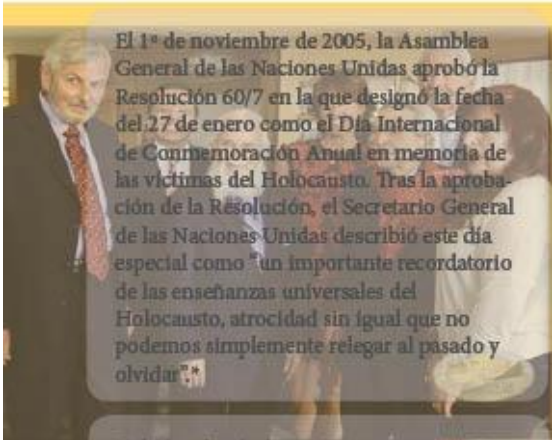 El 1º de noviembre de 2005, la Asamblea
General de las Naciones Unidas aprobó la
Resolución 60/7 en la que designó la fecha
del 27 de enero como el Día Internacional
de Conmemoración Anual en memoria de
las víctimas del Holocausto. Tras la aproba-
ción de la Resolución, el Secretario General
de las Naciones Unidas describió este día
especial como "un importante recordatorio
de las enseñanzas universales del
Holocausto, atrocidad sin igual que no
podemos simplemente relegar al pasado y
olvidar".*